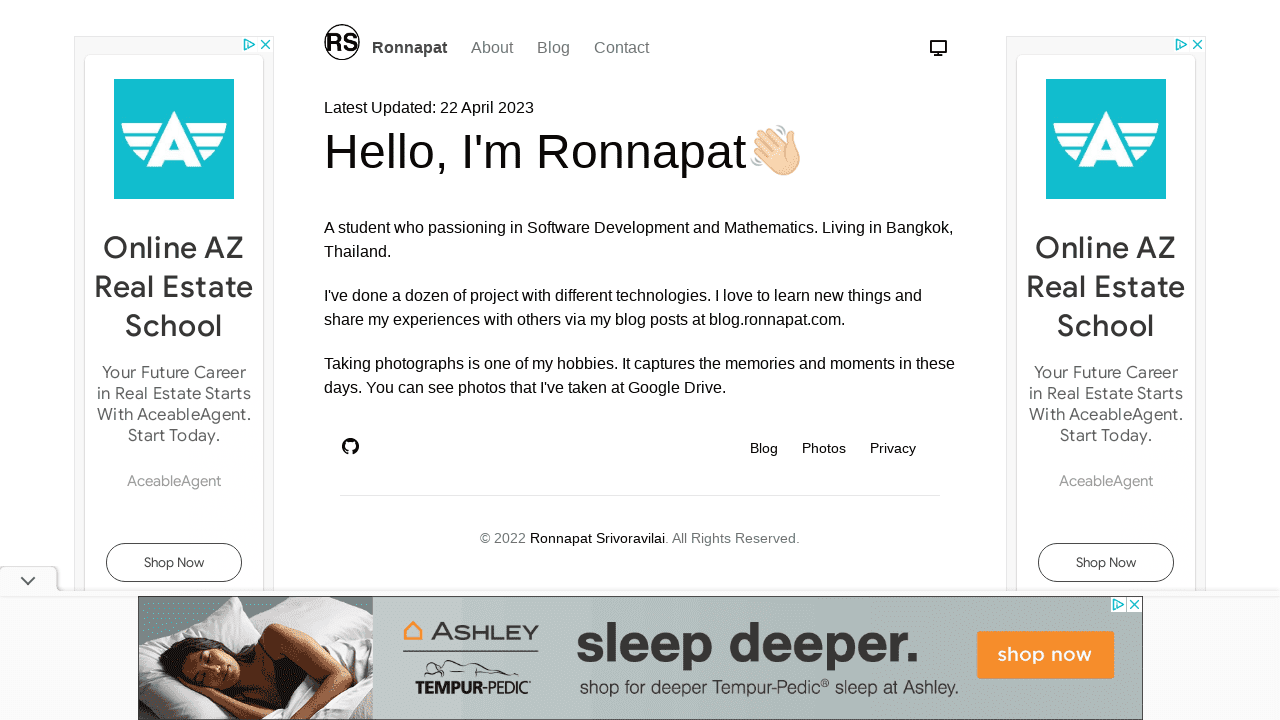 RS Ronnapat About Blog Contact
Latest Updated: 22 April 2023
Hello, I'm Ronnapat👋🏻
A student who passioning in Software Development and Mathematics. Living in Bangkok,
Thailand.
I've done a dozen of project with different technologies. I love to learn new things and
share my experiences with others via my blog posts at blog.ronnapat.com.
Taking photographs is one of my hobbies. It captures the memories and moments in these
days. You can see photos that I've taken at Google Drive.
Blog Photos Privacy
© 2022 Ronnapat Srivoravilai. All Rights Reserved.
A
Online AZ
Real Estate
School
Your Future Career
in Real Estate Starts
With AceableAgent.
Start Today.
AceableAgent
Shop Now
A
Online AZ
Real Estate
School
Your Future Career
in Real Estate Starts
With AceableAgent.
Start Today.
AceableAgent
Shop Now
ASHLEY
TEMPUR-PEDIC®
sleep deeper.
shop for deeper Tempur-Pedic® sleep at Ashley.
shop now